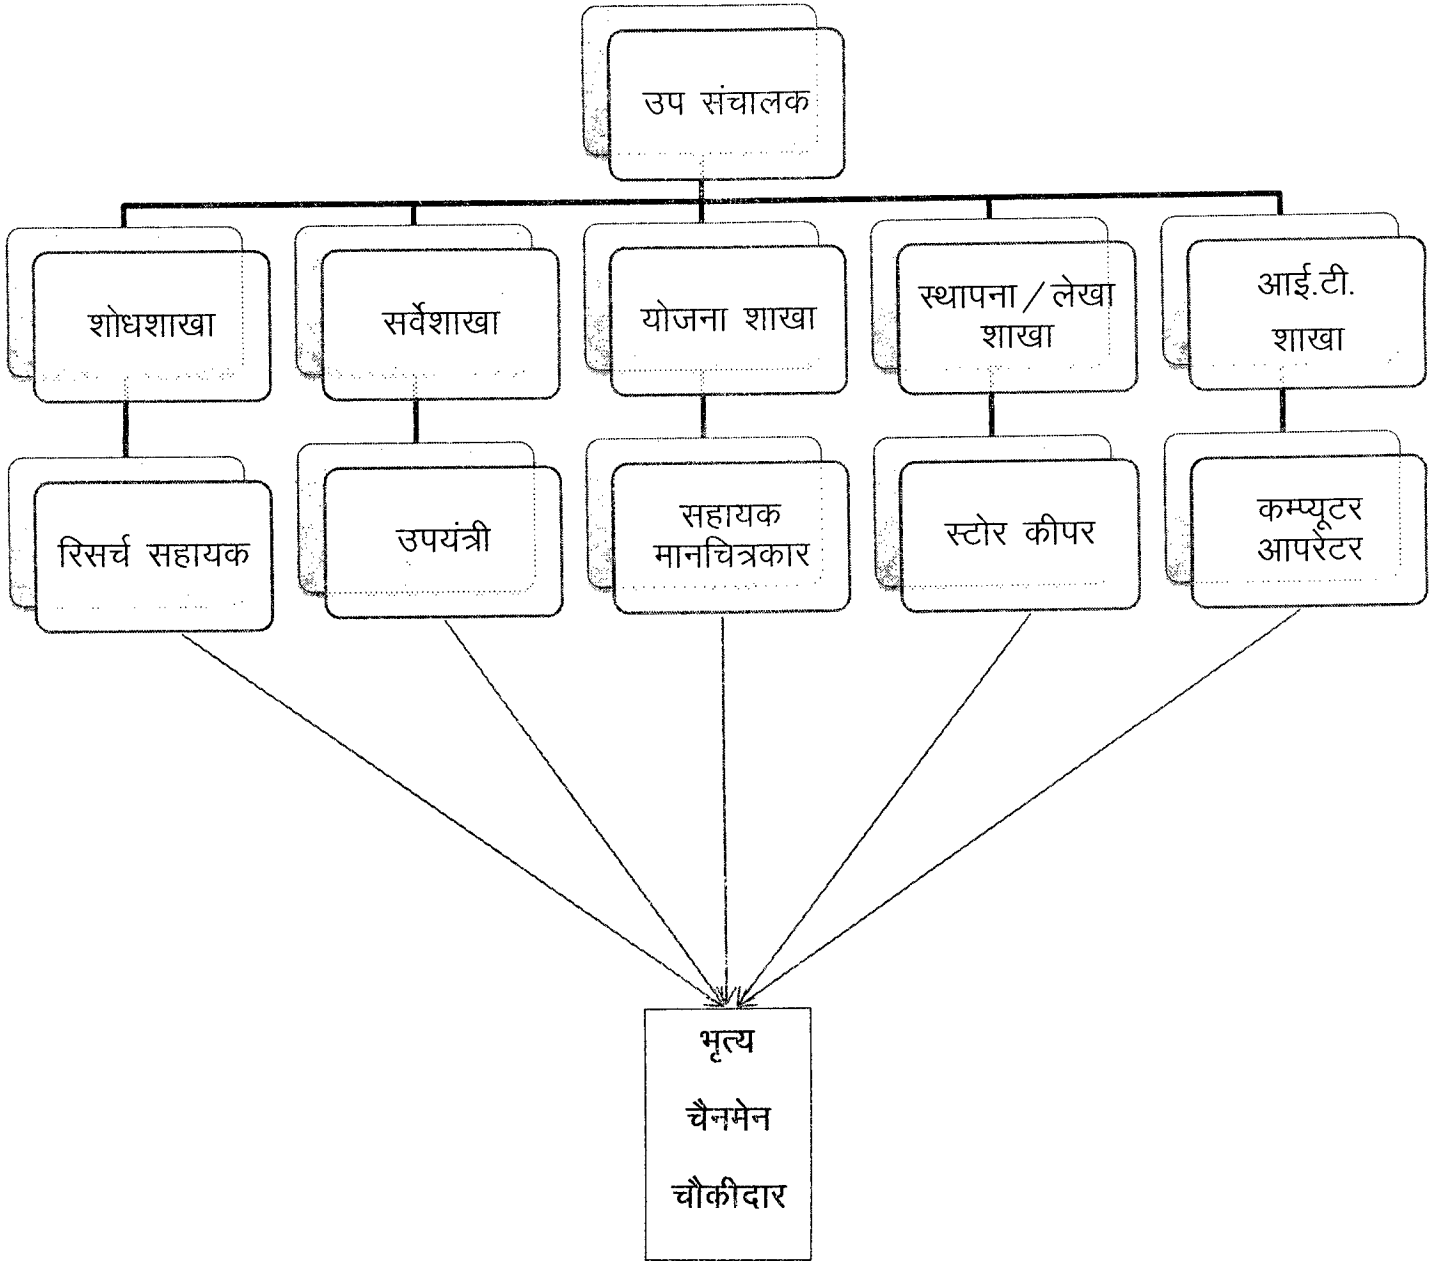 उप संचालक
शोधशाखा
सर्वेशाखा
योजना शाखा
स्थापना / लेखा
शाखा
आई.टी.
शाखा
रिसर्च सहायक
उपयंत्री
सहायक
मानचित्रकार
स्टोर कीपर
कम्प्यूटर
आपरेटर
भृत्य
चैनमेन
चौकीदार